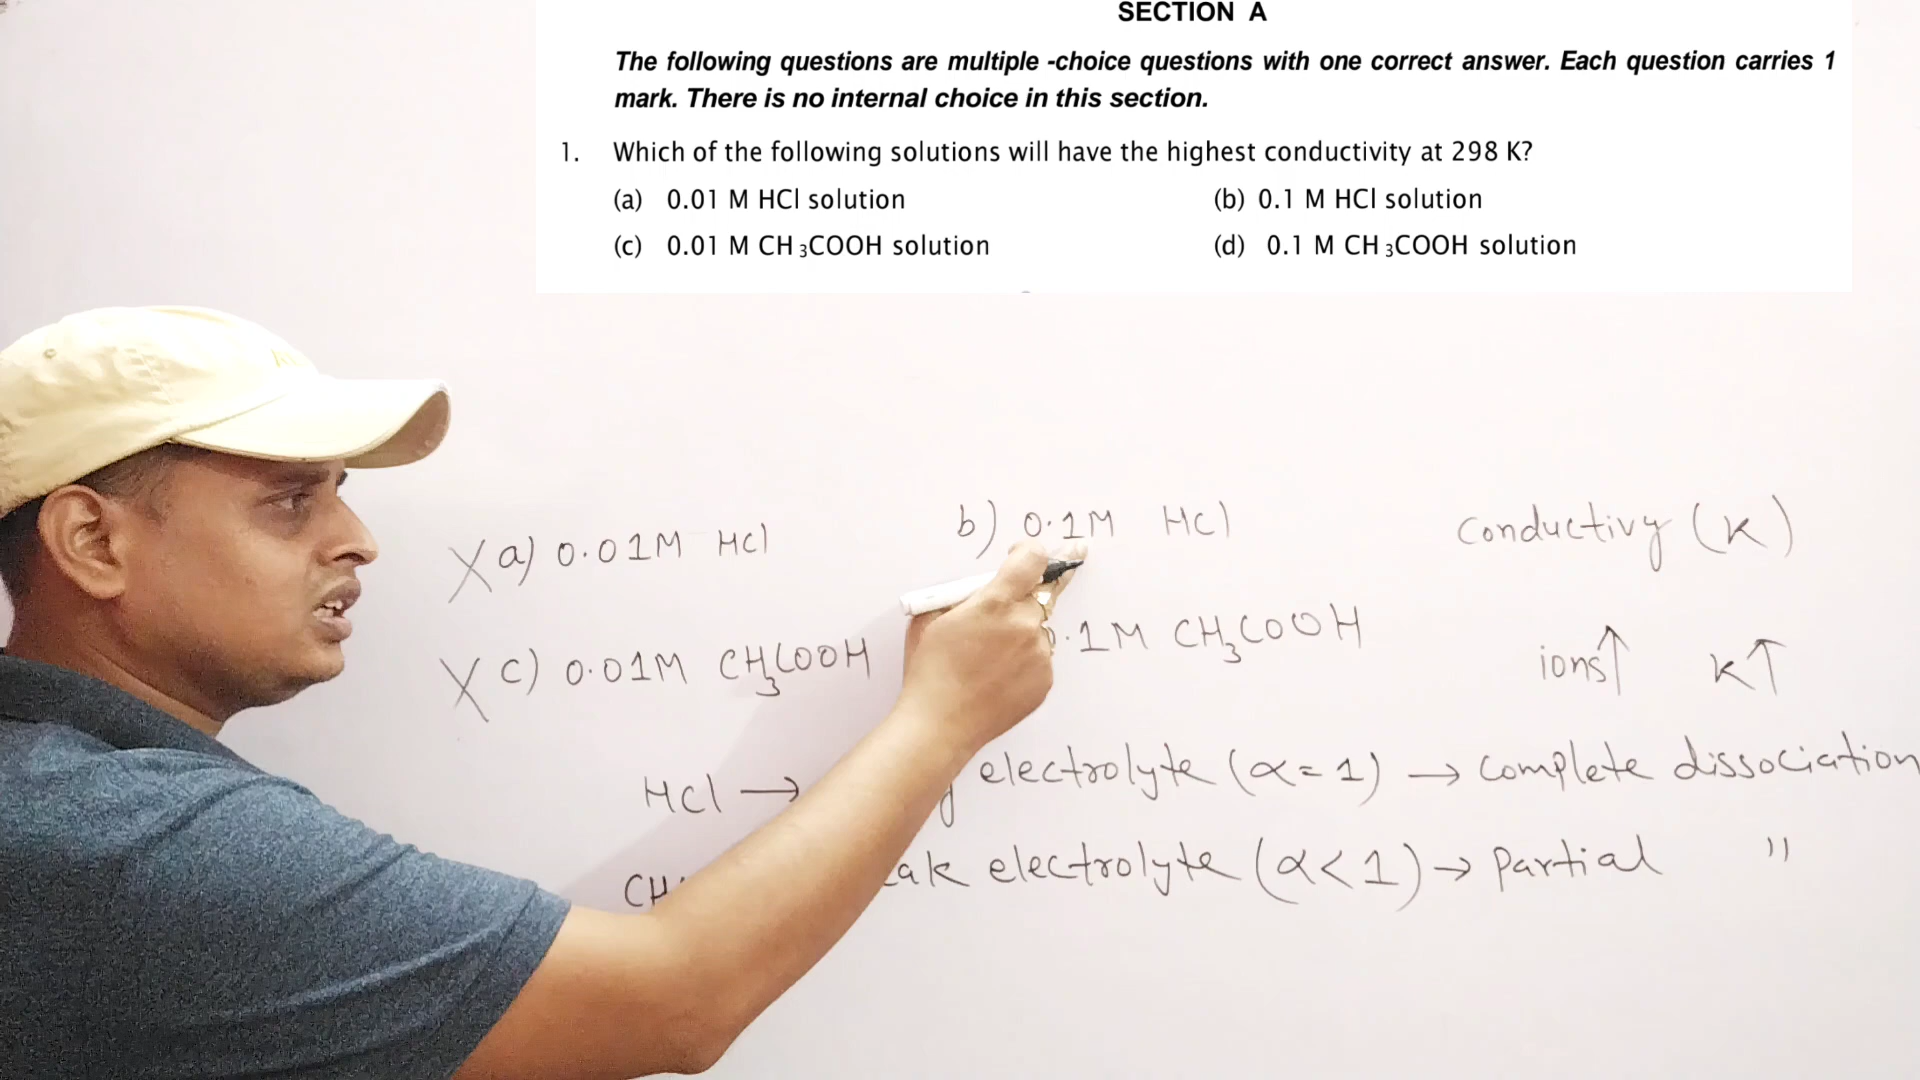 SECTION A
The following questions are multiple -choice questions with one correct answer. Each question carries 1
mark. There is no internal choice in this section.
1. Which of the following solutions will have the highest conductivity at 298 K?
(a) 0.01 M HCl solution (b) 0.1 M HCl solution
(c) 0.01 M CH₃COOH solution (d) 0.1 M CH₃COOH solution
X a) 0.01M HCl b) 0.1M HCl Conductivy (K)
X c) 0.01M CH₃COOH .1M CH₃COOH ions↑ K↑
HCl → electrolyte (α=1) → Complete dissociation
CH electrolyte (α<1) → Partial "